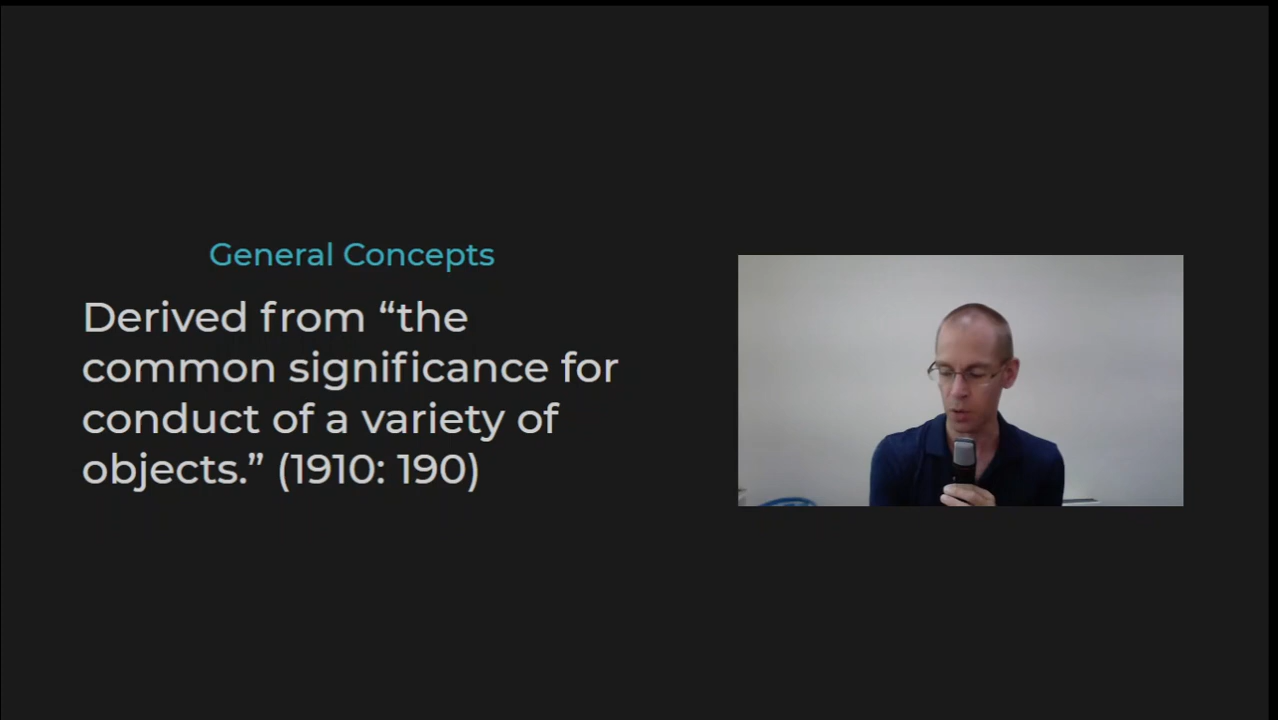 General Concepts
Derived from “the
common significance for
conduct of a variety of
objects.” (1910: 190)